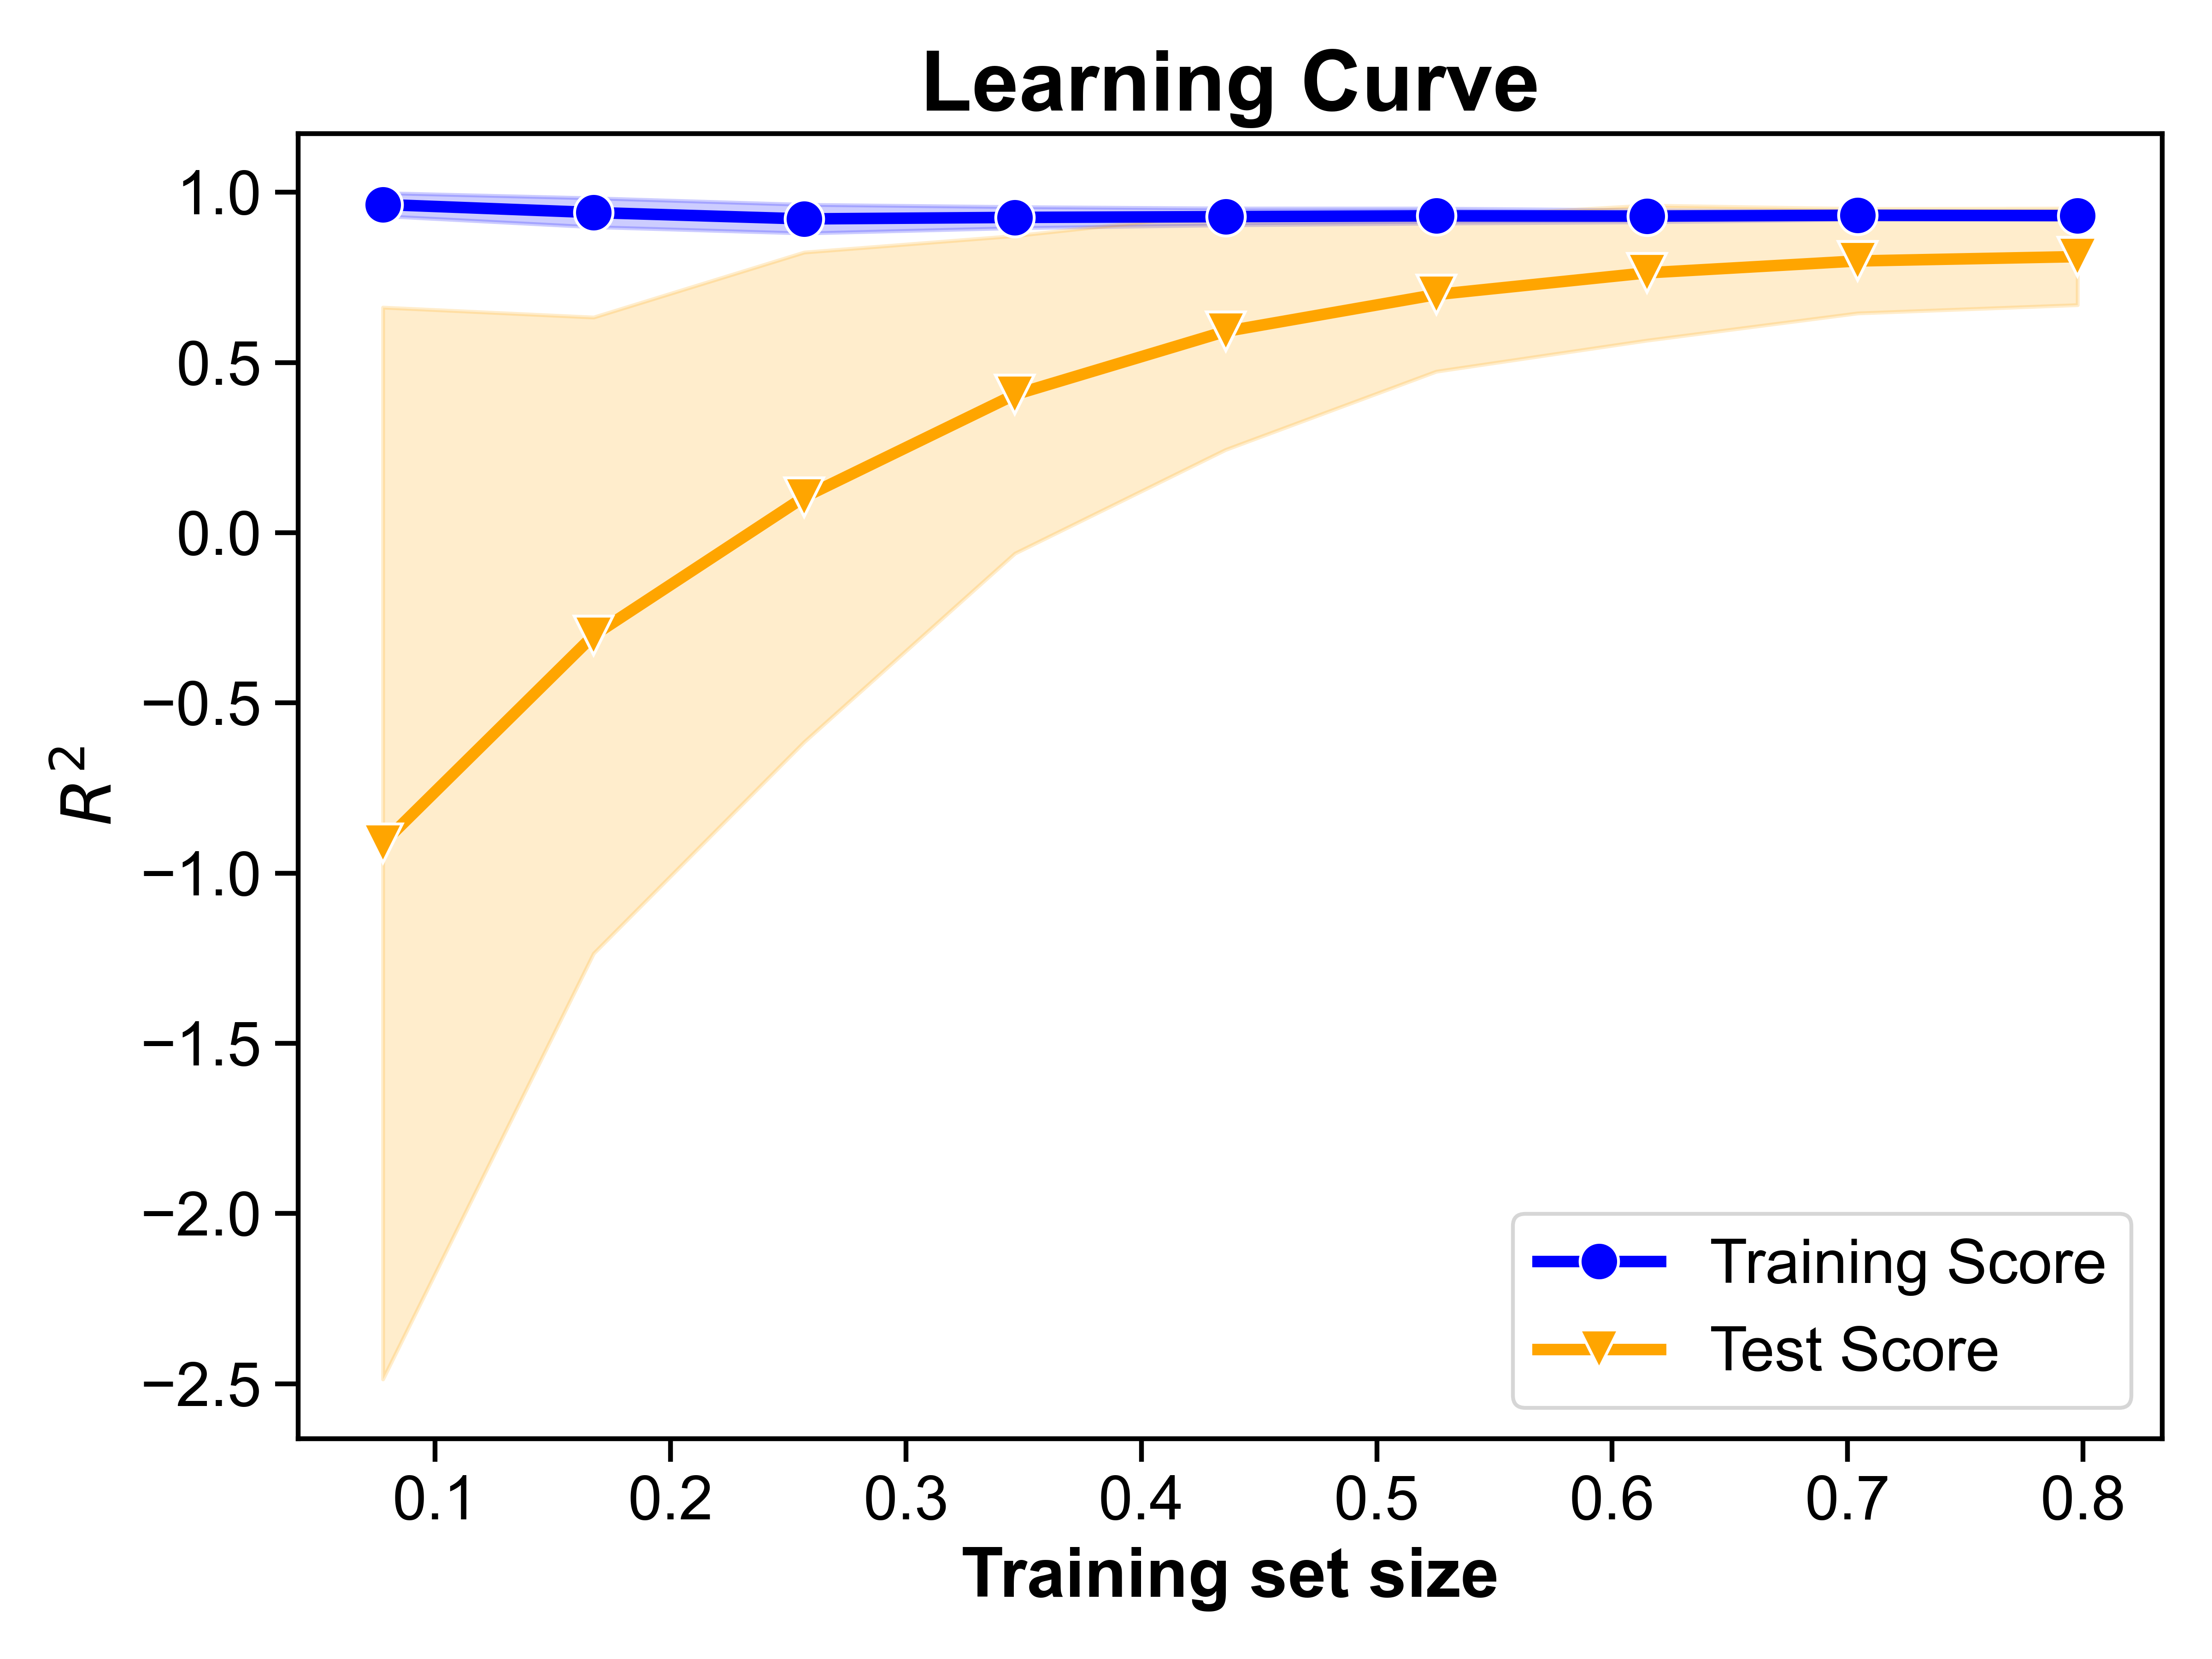 Learning Curve
1.0
0.5
0.0
−0.5
−1.0
−1.5
−2.0
−2.5
R²
Training Score
Test Score
0.1 0.2 0.3 0.4 0.5 0.6 0.7 0.8
Training set size